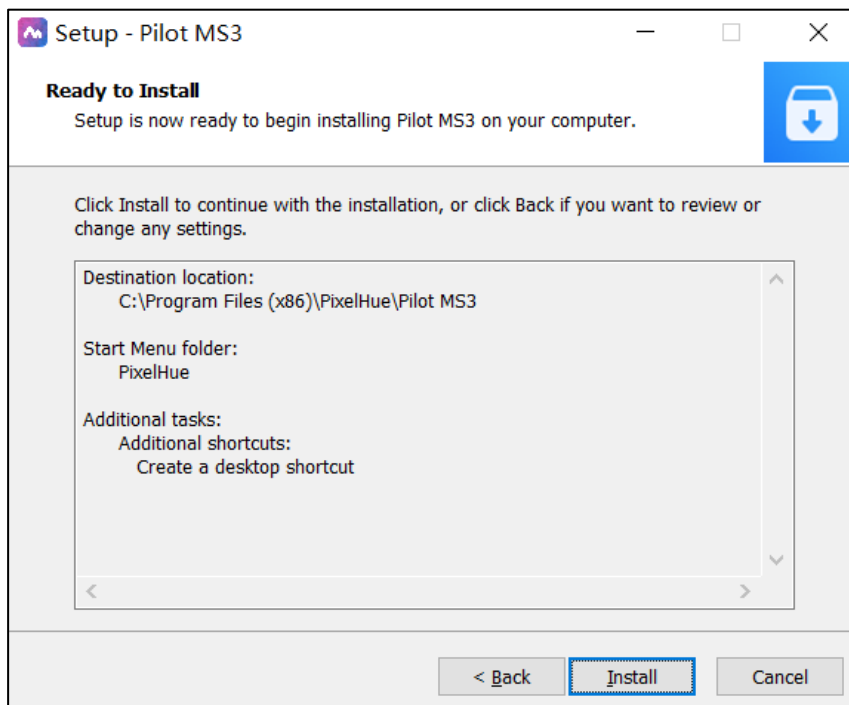 Setup - Pilot MS3
Ready to Install
Setup is now ready to begin installing Pilot MS3 on your computer.
Click Install to continue with the installation, or click Back if you want to review or
change any settings.
Destination location:
C:\Program Files (x86)\PixelHue\Pilot MS3
Start Menu folder:
PixelHue
Additional tasks:
Additional shortcuts:
Create a desktop shortcut
< Back
Install
Cancel